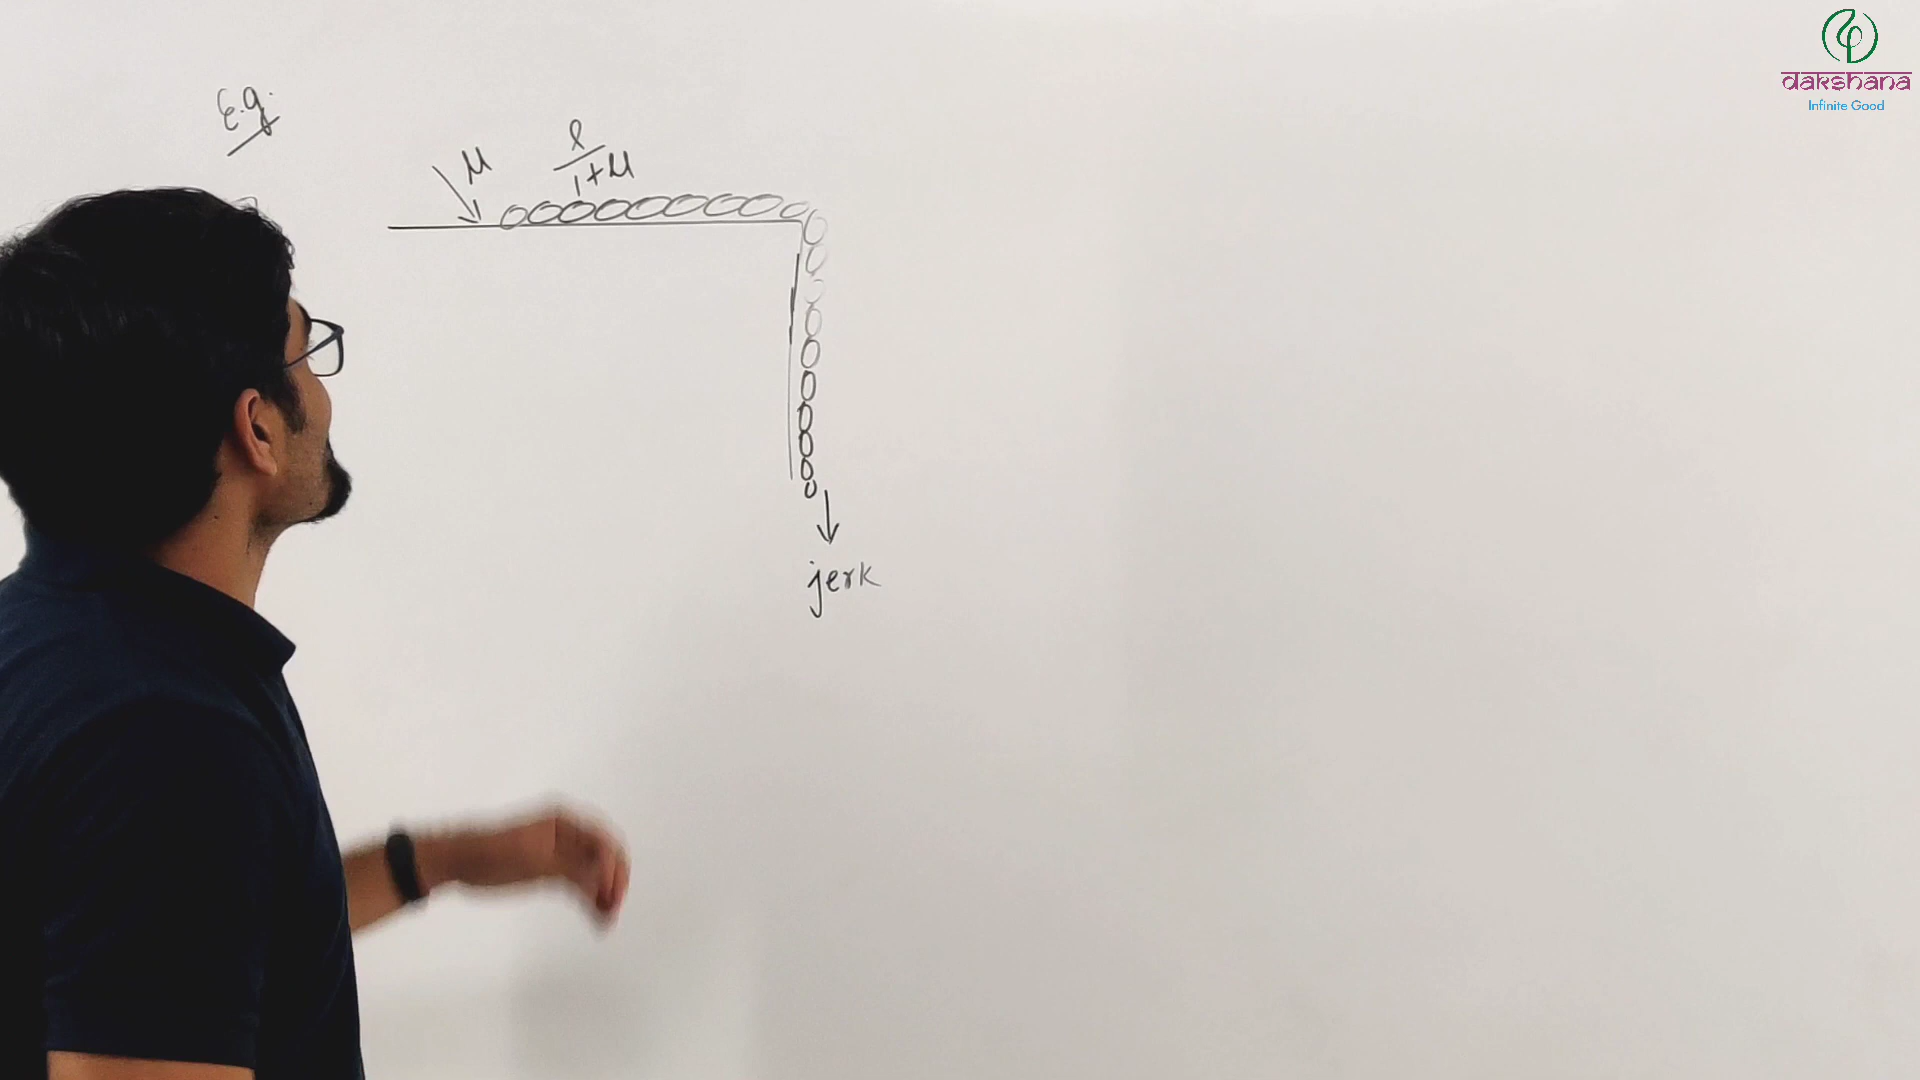 E.g.
μ
l
1+μ
jerk
dakshana
Infinite Good